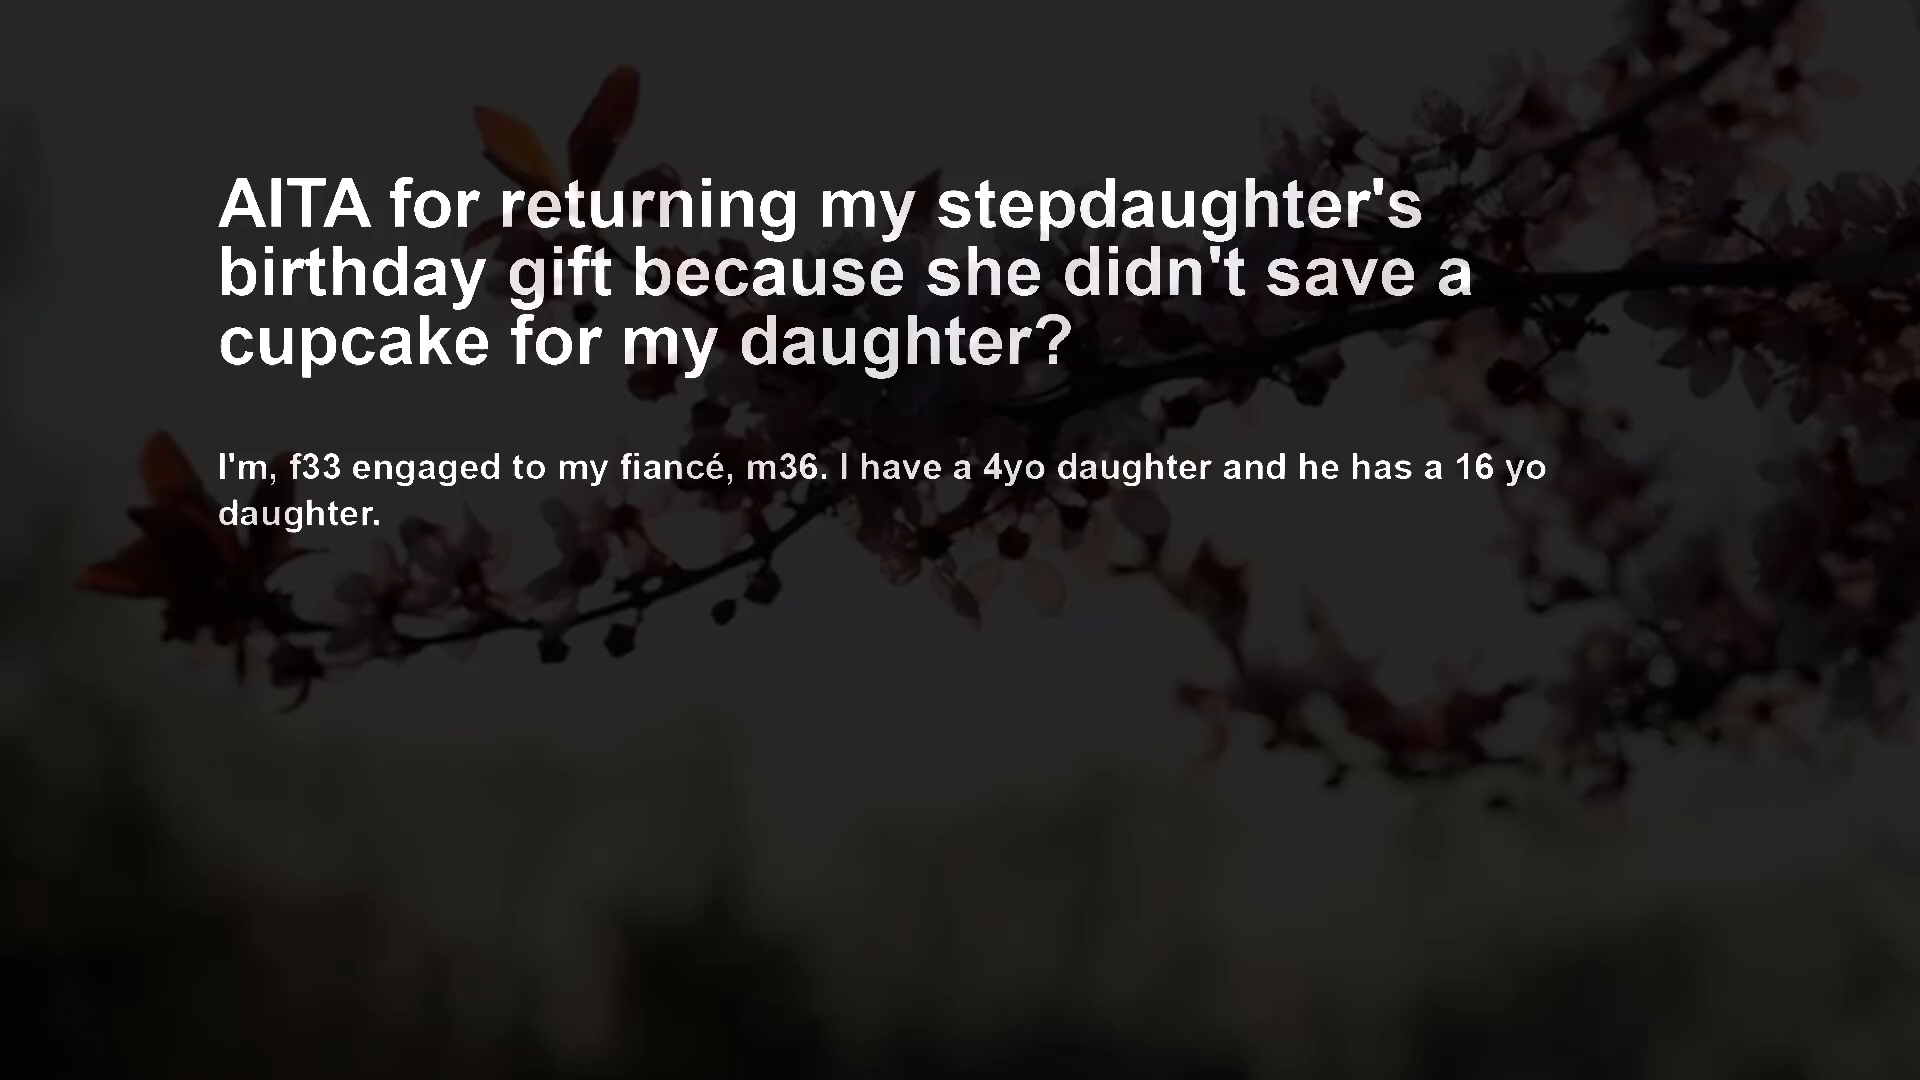 AITA for returning my stepdaughter's
birthday gift because she didn't save a
cupcake for my daughter?
I'm, f33 engaged to my fiancé, m36. I have a 4yo daughter and he has a 16 yo
daughter.